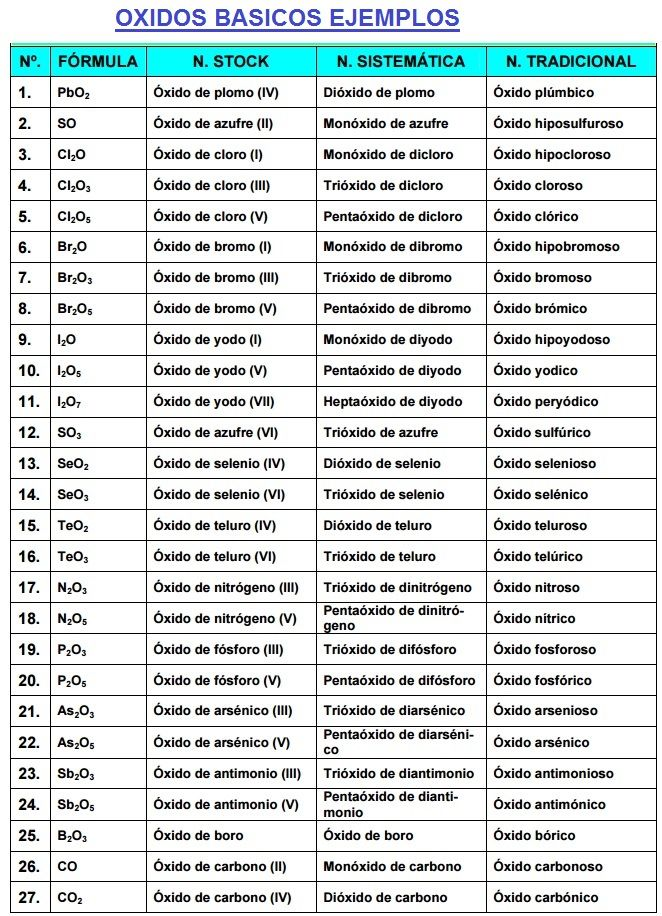 OXIDOS BASICOS EJEMPLOS
Nº. FÓRMULA N. STOCK N. SISTEMÁTICA N. TRADICIONAL
1. PbO₂ Óxido de plomo (IV) Dióxido de plomo Óxido plúmbico
2. SO Óxido de azufre (II) Monóxido de azufre Óxido hiposulfuroso
3. Cl₂O Óxido de cloro (I) Monóxido de dicloro Óxido hipocloroso
4. Cl₂O₃ Óxido de cloro (III) Trióxido de dicloro Óxido cloroso
5. Cl₂O₅ Óxido de cloro (V) Pentaóxido de dicloro Óxido clórico
6. Br₂O Óxido de bromo (I) Monóxido de dibromo Óxido hipobromoso
7. Br₂O₃ Óxido de bromo (III) Trióxido de dibromo Óxido bromoso
8. Br₂O₅ Óxido de bromo (V) Pentaóxido de dibromo Óxido brómico
9. I₂O Óxido de yodo (I) Monóxido de diyodo Óxido hipoyodoso
10. I₂O₅ Óxido de yodo (V) Pentaóxido de diyodo Óxido yodico
11. I₂O₇ Óxido de yodo (VII) Heptaóxido de diyodo Óxido peryódico
12. SO₃ Óxido de azufre (VI) Trióxido de azufre Óxido sulfúrico
13. SeO₂ Óxido de selenio (IV) Dióxido de selenio Óxido selenioso
14. SeO₃ Óxido de selenio (VI) Trióxido de selenio Óxido selénico
15. TeO₂ Óxido de teluro (IV) Dióxido de teluro Óxido teluroso
16. TeO₃ Óxido de teluro (VI) Trióxido de teluro Óxido telúrico
17. N₂O₃ Óxido de nitrógeno (III) Trióxido de dinitrógeno Óxido nitroso
18. N₂O₅ Óxido de nitrógeno (V) Pentaóxido de dinitró-
geno Óxido nítrico
19. P₂O₃ Óxido de fósforo (III) Trióxido de difósforo Óxido fosforoso
20. P₂O₅ Óxido de fósforo (V) Pentaóxido de difósforo Óxido fosfórico
21. As₂O₃ Óxido de arsénico (III) Trióxido de diarsénico Óxido arsenioso
22. As₂O₅ Óxido de arsénico (V) Pentaóxido de diarséni-
co Óxido arsénico
23. Sb₂O₃ Óxido de antimonio (III) Trióxido de diantimonio Óxido antimonioso
24. Sb₂O₅ Óxido de antimonio (V) Pentaóxido de dianti-
monio Óxido antimónico
25. B₂O₃ Óxido de boro Óxido de boro Óxido bórico
26. CO Óxido de carbono (II) Monóxido de carbono Óxido carbonoso
27. CO₂ Óxido de carbono (IV) Dióxido de carbono Óxido carbónico